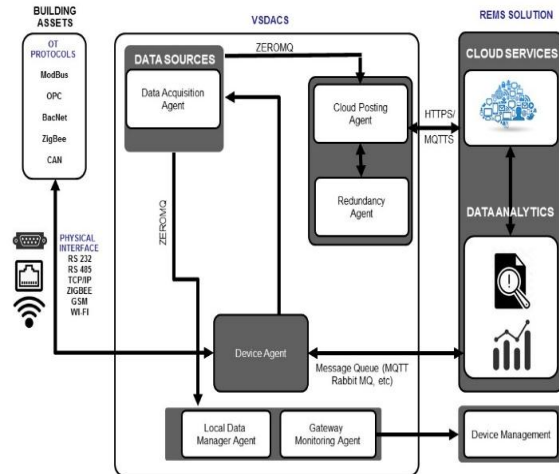 BUILDING
ASSETS
OT
PROTOCOLS
ModBus
OPC
BacNet
ZigBee
CAN
PHYSICAL
INTERFACE
RS 232
RS 485
TCP/IP
ZIGBEE
GSM
WI-FI
VSDACS
DATA SOURCES
Data Acquisition
Agent
ZEROMQ
ZEROMQ
Cloud Posting
Agent
Redundancy
Agent
HTTPS/
MQTTS
Device Agent
Message Queue (MQTT
Rabbit MQ, etc)
Local Data
Manager Agent
Gateway
Monitoring Agent
REMS SOLUTION
CLOUD SERVICES
DATA ANALYTICS
Device Management